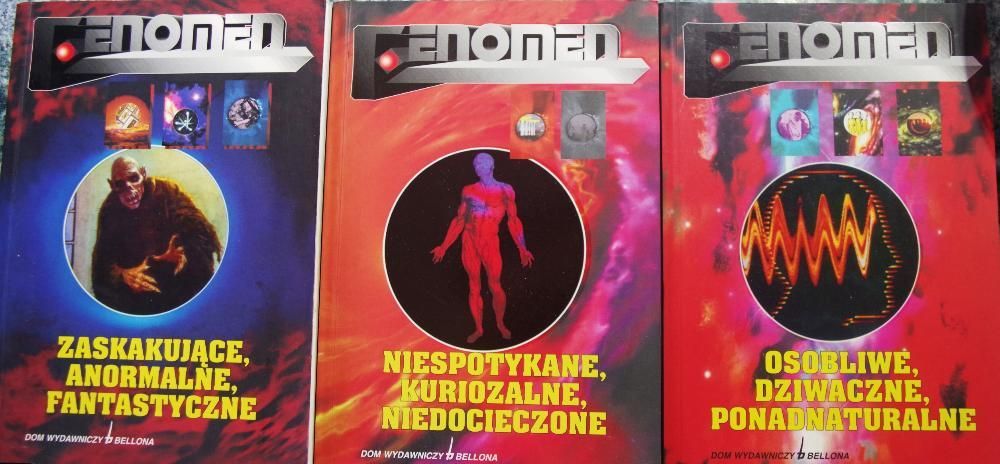 FENOMEN
ZASKAKUJĄCE,
ANORMALNE,
FANTASTYCZNE
DOM WYDAWNICZY BELLONA
FENOMEN
NIESPOTYKANE,
KURIOZALNE,
NIEDOCIECZONE
DOM WYDAWNICZY BELLONA
FENOMEN
OSOBLIWE,
DZIWACZNE,
PONADNATURALNE
DOM WYDAWNICZY BELLONA